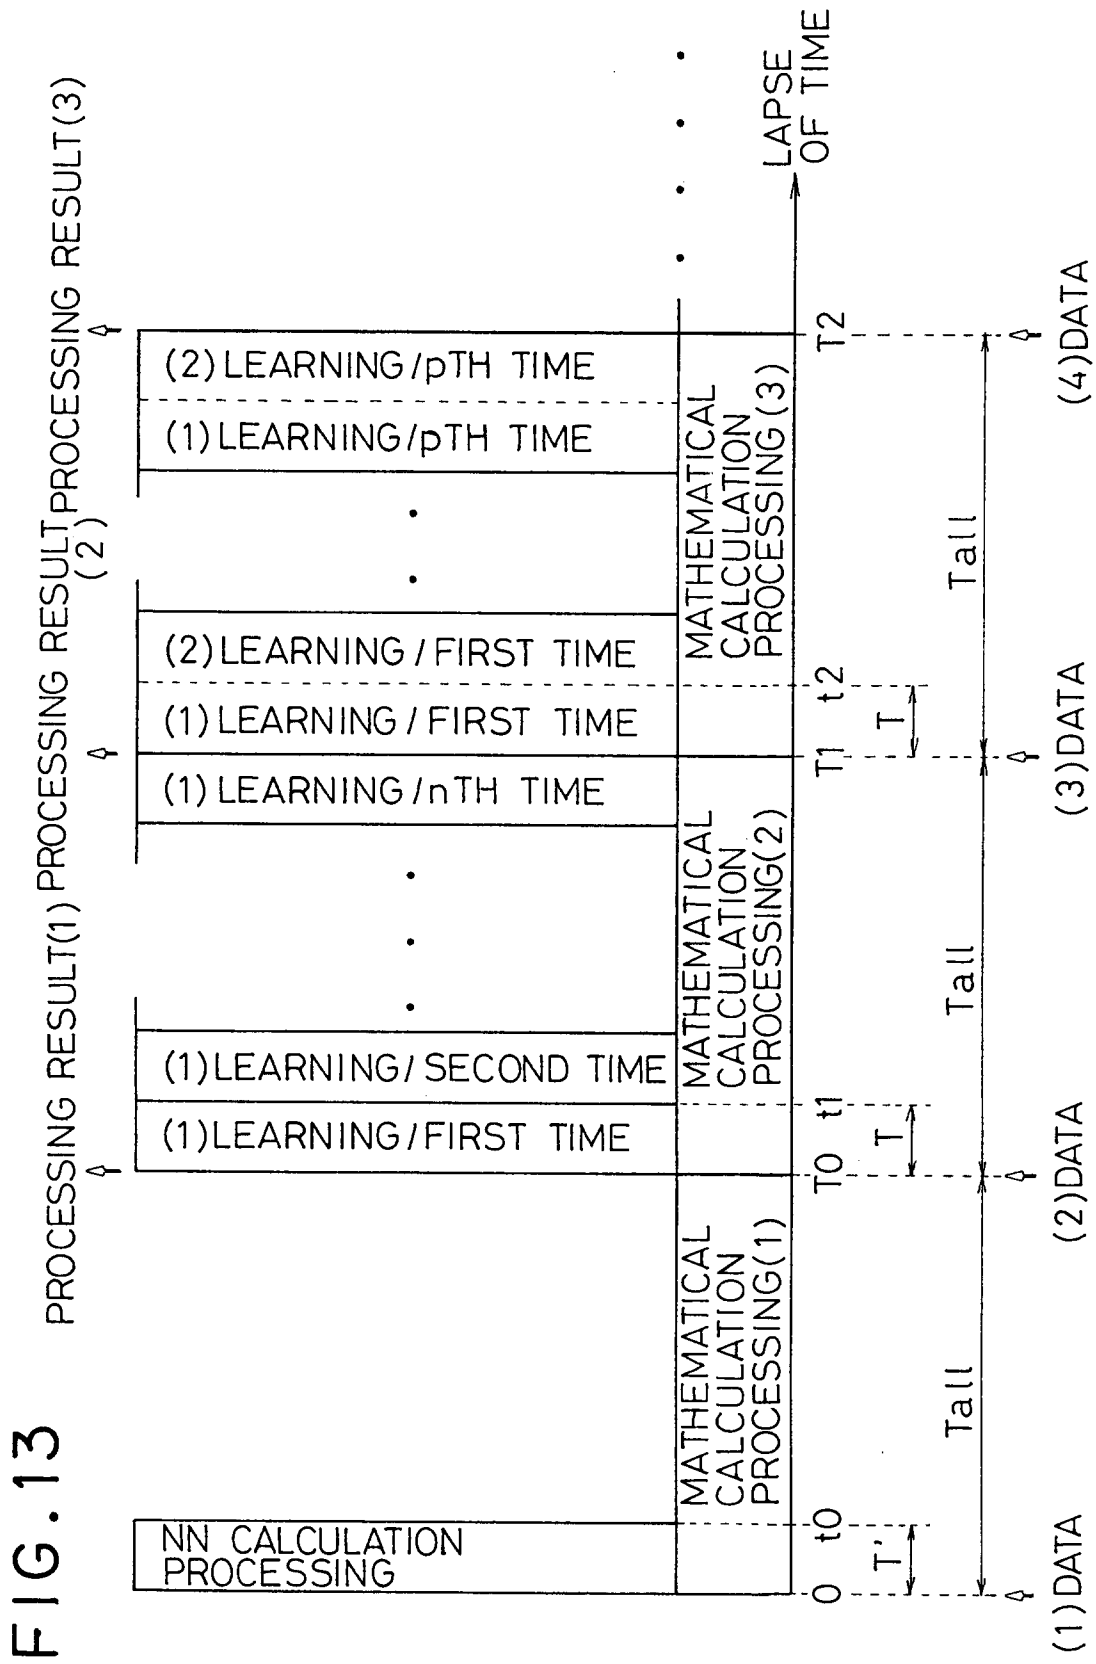 FIG.13
PROCESSING RESULT(1)
PROCESSING RESULT
(2)
PROCESSING RESULT(3)
NN CALCULATION
PROCESSING
(1)LEARNING/FIRST TIME
(1)LEARNING/SECOND TIME
(1)LEARNING/nTH TIME
(1)LEARNING/FIRST TIME
(2)LEARNING/FIRST TIME
(1)LEARNING/pTH TIME
(2)LEARNING/pTH TIME
MATHEMATICAL
CALCULATION
PROCESSING(1)
MATHEMATICAL
CALCULATION
PROCESSING(2)
MATHEMATICAL
CALCULATION
PROCESSING(3)
LAPSE
OF TIME
0 t0 T0 t1 T1 t2 T2
T' T T
Tall Tall Tall
(1)DATA (2)DATA (3)DATA (4)DATA